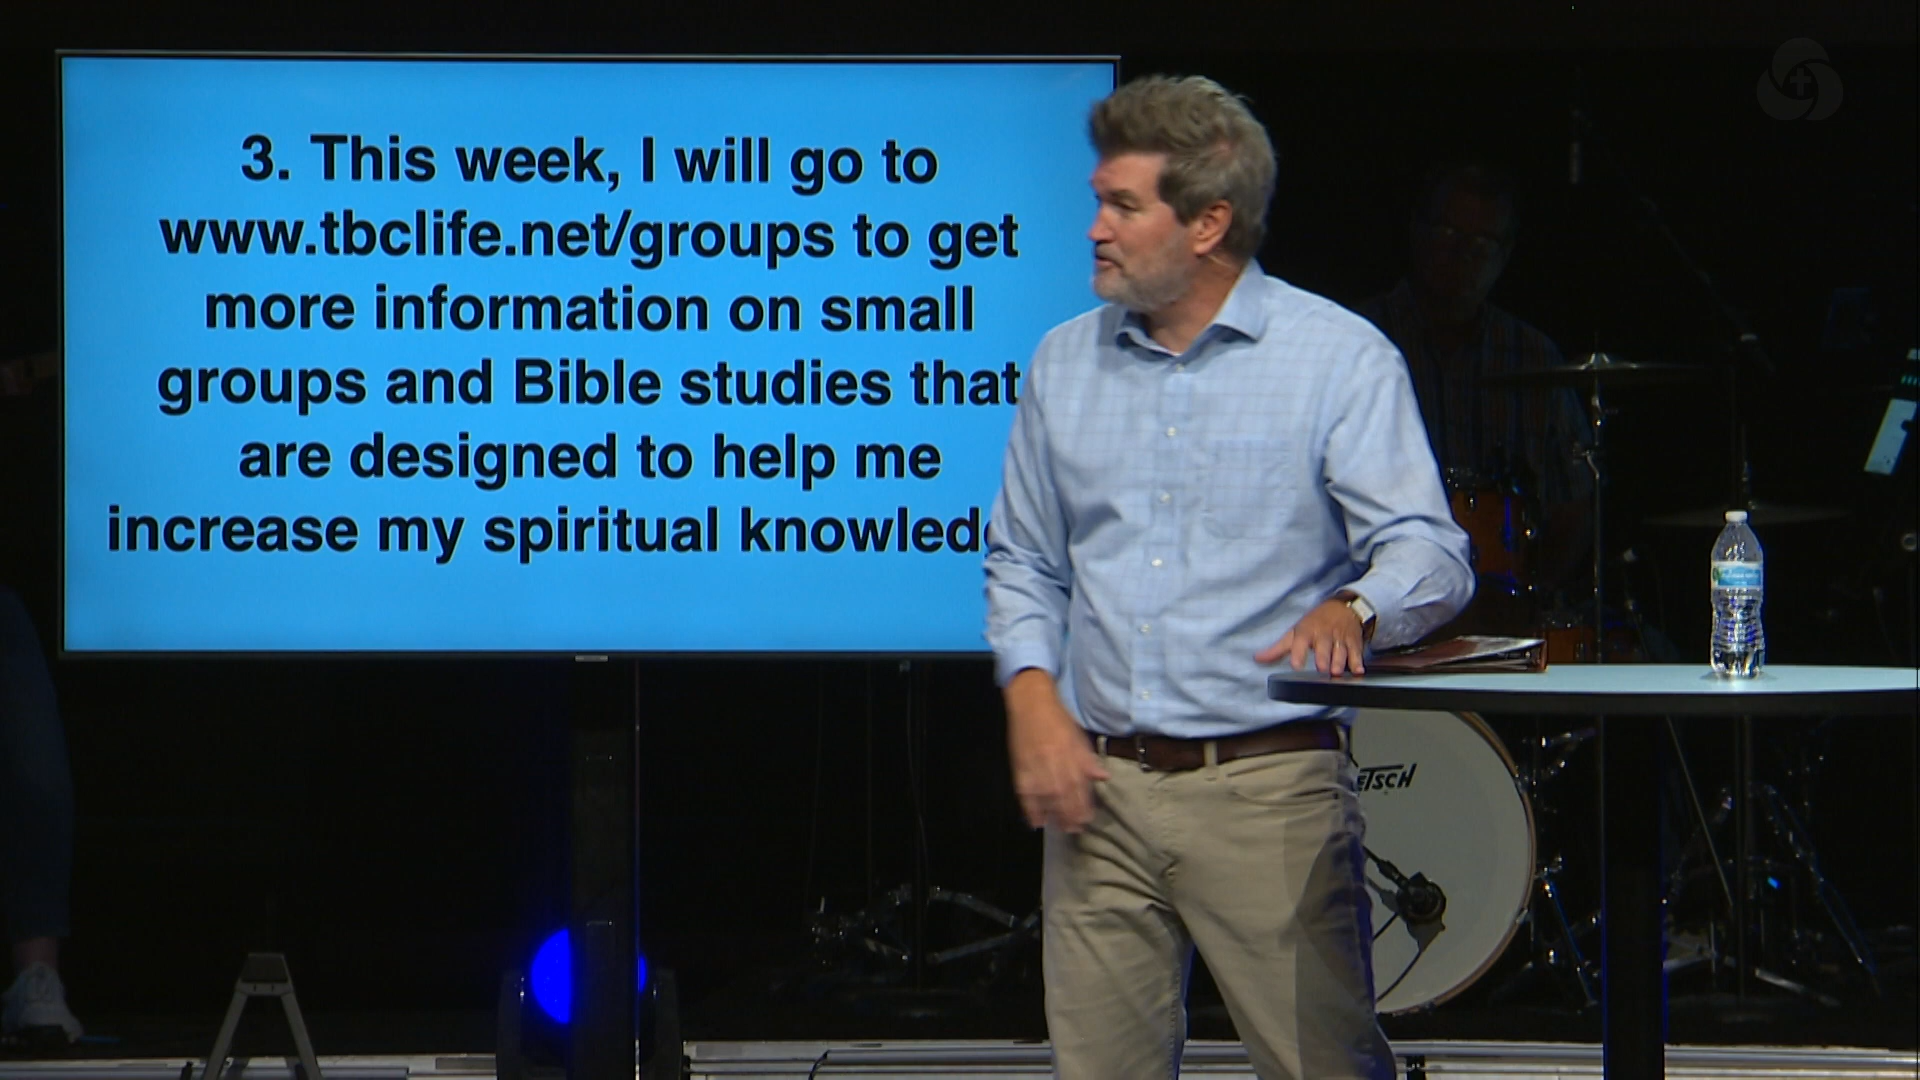 3. This week, I will go to
www.tbclife.net/groups to get
more information on small
groups and Bible studies that
are designed to help me
increase my spiritual
ETSCH